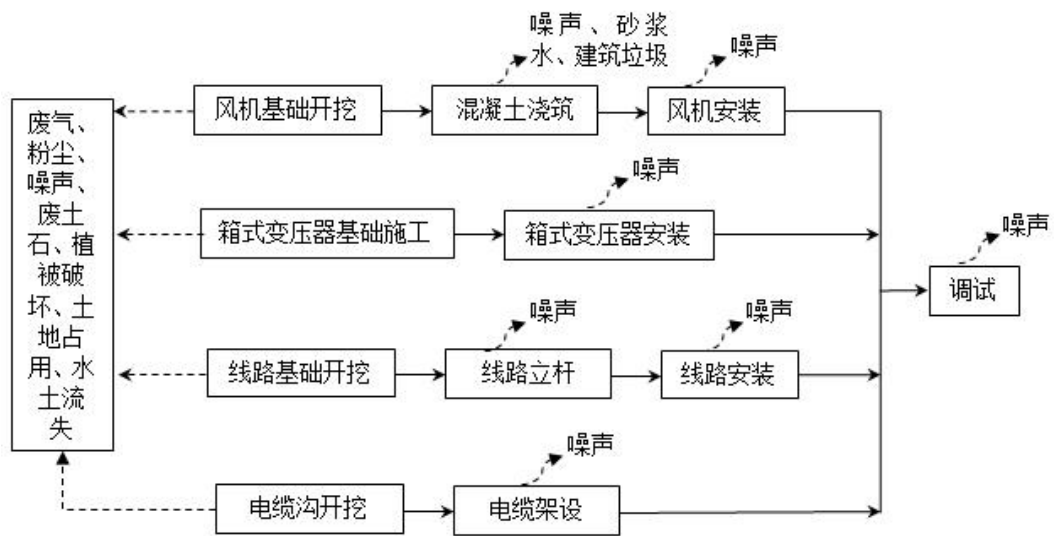 噪声、砂浆
水、建筑垃圾
噪声
风机基础开挖
混凝土浇筑
风机安装
废气、
粉尘、
噪声、
废土
石、植
被破
坏、土
地占
用、水
土流
失
噪声
箱式变压器基础施工
箱式变压器安装
噪声
调试
噪声
噪声
线路基础开挖
线路立杆
线路安装
噪声
电缆沟开挖
电缆架设